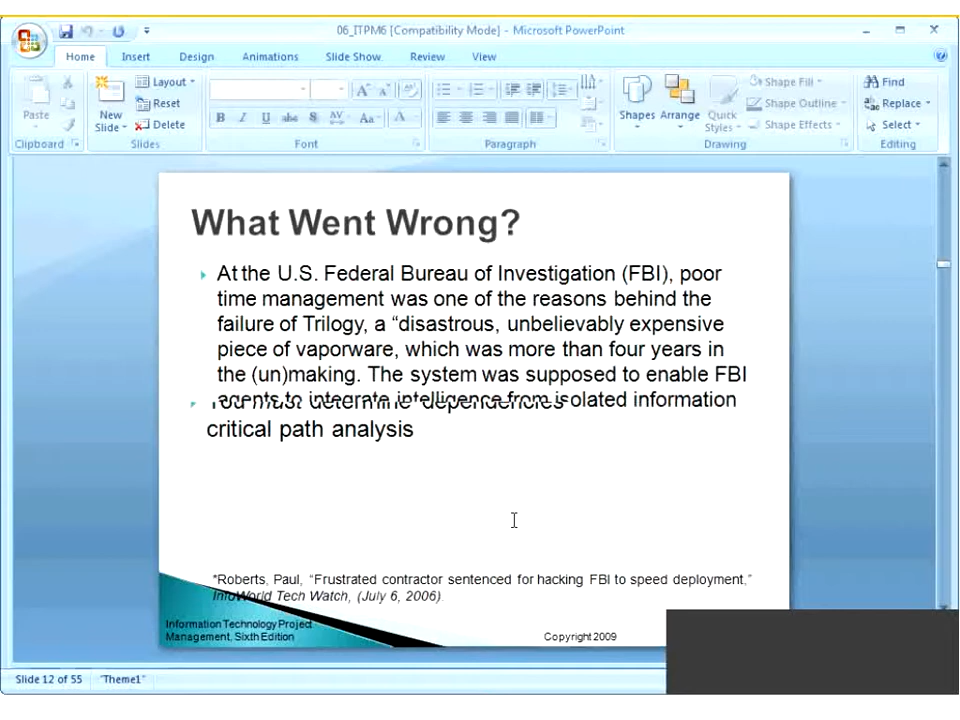 06_ITPM6 [Compatibility Mode] - Microsoft PowerPoint
Home Insert Design Animations Slide Show Review View
Paste
New Slide
Layout
Reset
Delete
B I U abc S AV Aa A
Shapes Arrange Quick Styles
Shape Fill
Shape Outline
Shape Effects
Find
Replace
Select
Clipboard Slides Font Paragraph Drawing Editing
What Went Wrong?
At the U.S. Federal Bureau of Investigation (FBI), poor
time management was one of the reasons behind the
failure of Trilogy, a “disastrous, unbelievably expensive
piece of vaporware, which was more than four years in
the (un)making. The system was supposed to enable FBI
agents to integrate intelligence from isolated information
critical path analysis
*Roberts, Paul, “Frustrated contractor sentenced for hacking FBI to speed deployment,”
InfoWorld Tech Watch, (July 6, 2006).
Information Technology Project
Management, Sixth Edition
Copyright 2009
Slide 12 of 55 "Theme1"